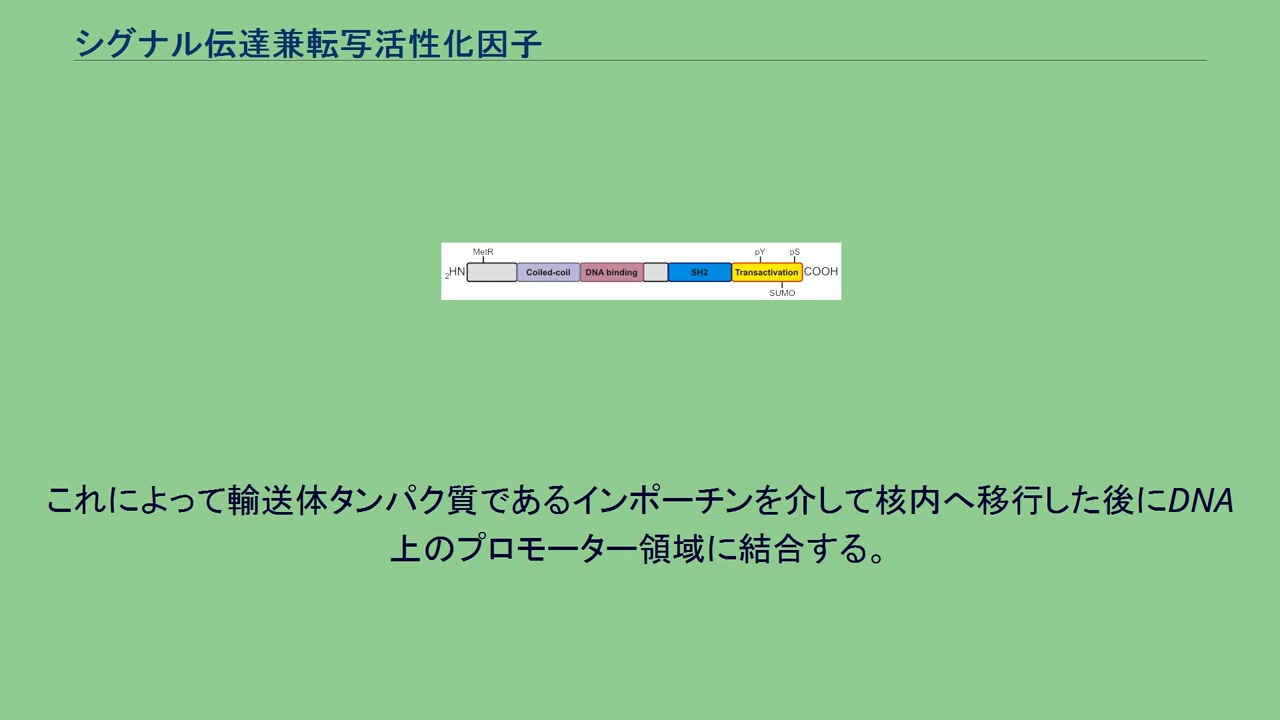 シグナル伝達兼転写活性化因子
MetR pY pS
₂HN Coiled-coil DNA binding SH2 Transactivation COOH
SUMO
これによって輸送体タンパク質であるインポーチンを介して核内へ移行した後にDNA
上のプロモーター領域に結合する。